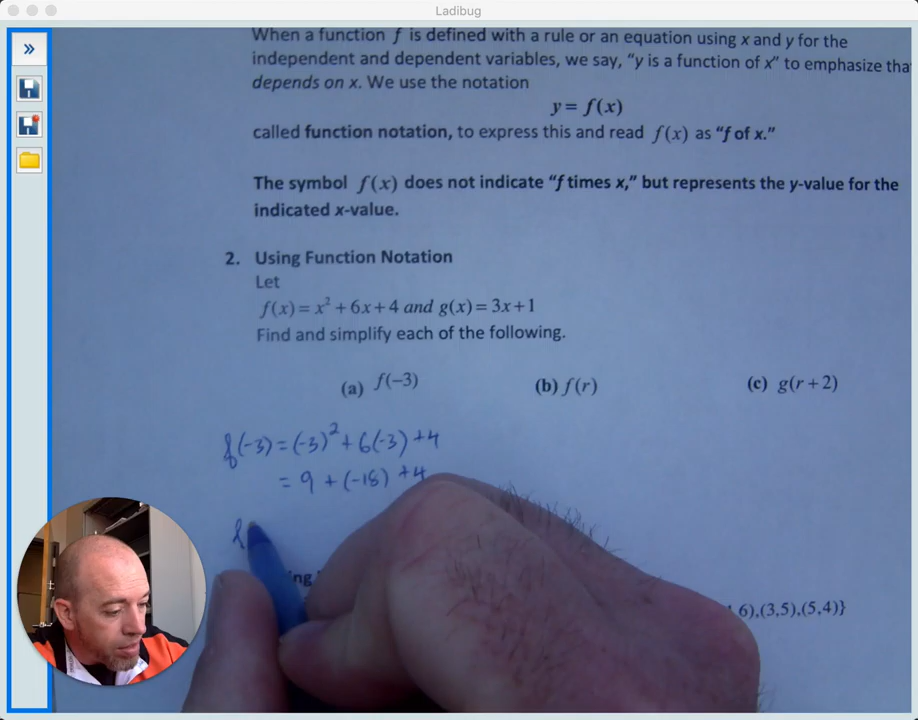 Ladibug
When a function f is defined with a rule or an equation using x and y for the
independent and dependent variables, we say, “y is a function of x” to emphasize tha
depends on x. We use the notation
y = f(x)
called function notation, to express this and read f(x) as “f of x.”
The symbol f(x) does not indicate “f times x,” but represents the y-value for the
indicated x-value.
2. Using Function Notation
Let
f(x) = x² + 6x + 4 and g(x) = 3x + 1
Find and simplify each of the following.
(a) f(−3) (b) f(r) (c) g(r + 2)
f(-3) = (-3)² + 6(-3) + 4
= 9 + (-18) + 4
f
ng
6),(3,5),(5,4)}